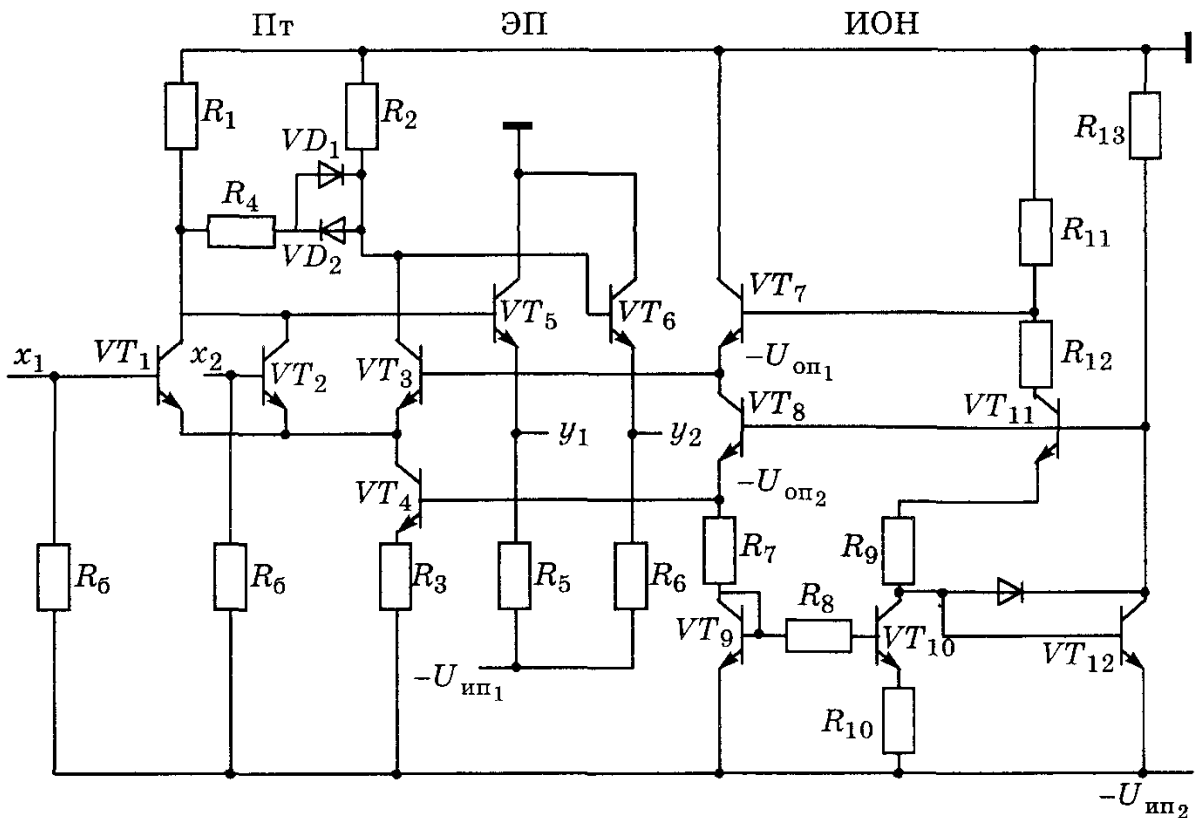 Пт ЭП ИОН
R1
R2
R13
VD1
R4
VD2
R11
VT5
VT6
VT7
x1
VT1
x2
VT2
VT3
−Uоп1
R12
VT8
VT11
y1
y2
−Uоп2
VT4
Rб
Rб
R3
R5
R6
R7
R9
R8
VT9
VT10
VT12
−Uип1
R10
−Uип2